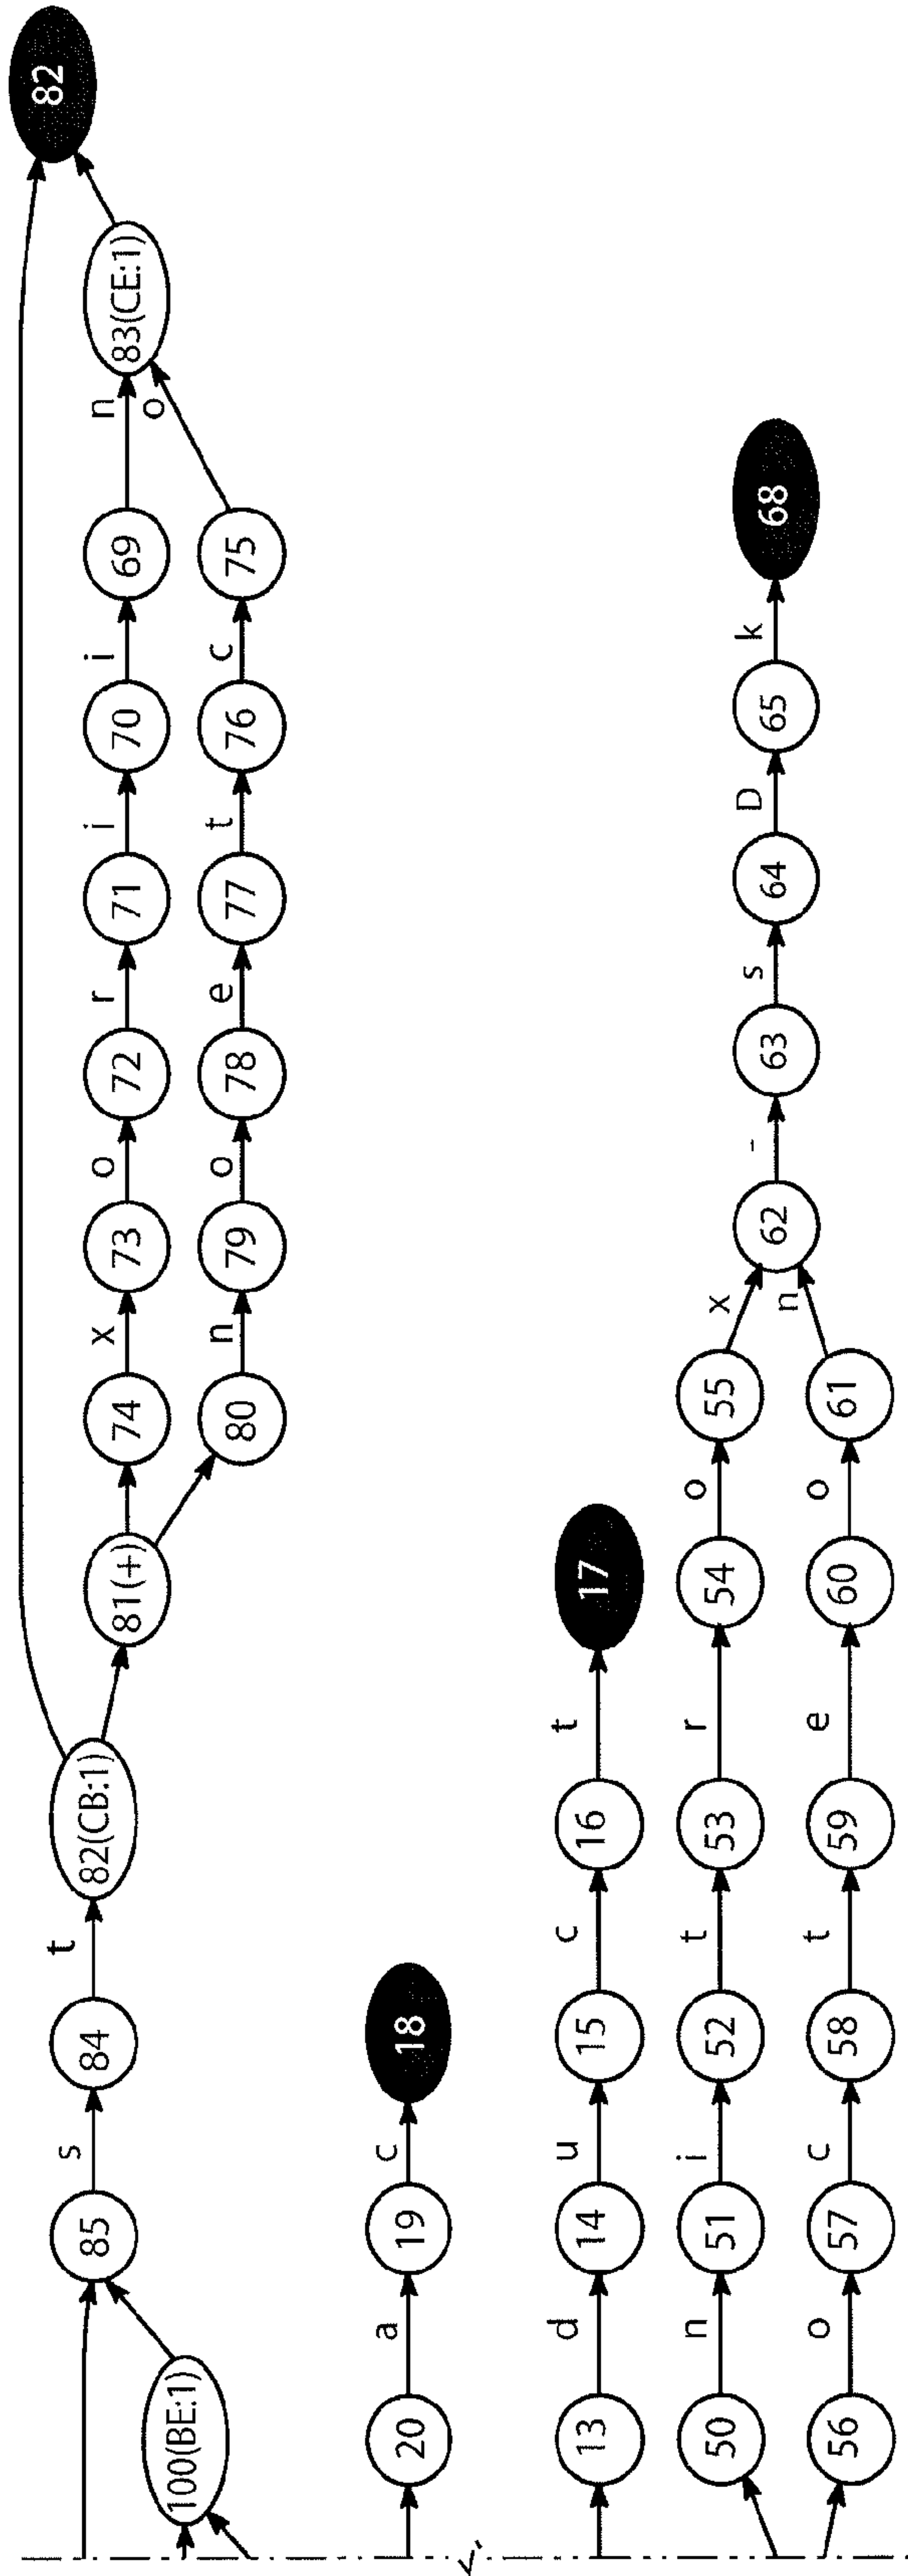 85 s 84 t 82(CB:1) 81(+) 74 x 73 o 72 r 71 i 70 i 69 n 83(CE:1) 82
100(BE:1) 80 n 79 o 78 e 77 t 76 c 75 o
20 a 19 c 18
13 d 14 u 15 c 16 t 17
50 n 51 i 52 t 53 r 54 o 55 x
62 - 63 s 64 D 65 k 68
56 o 57 c 58 t 59 e 60 o 61 n